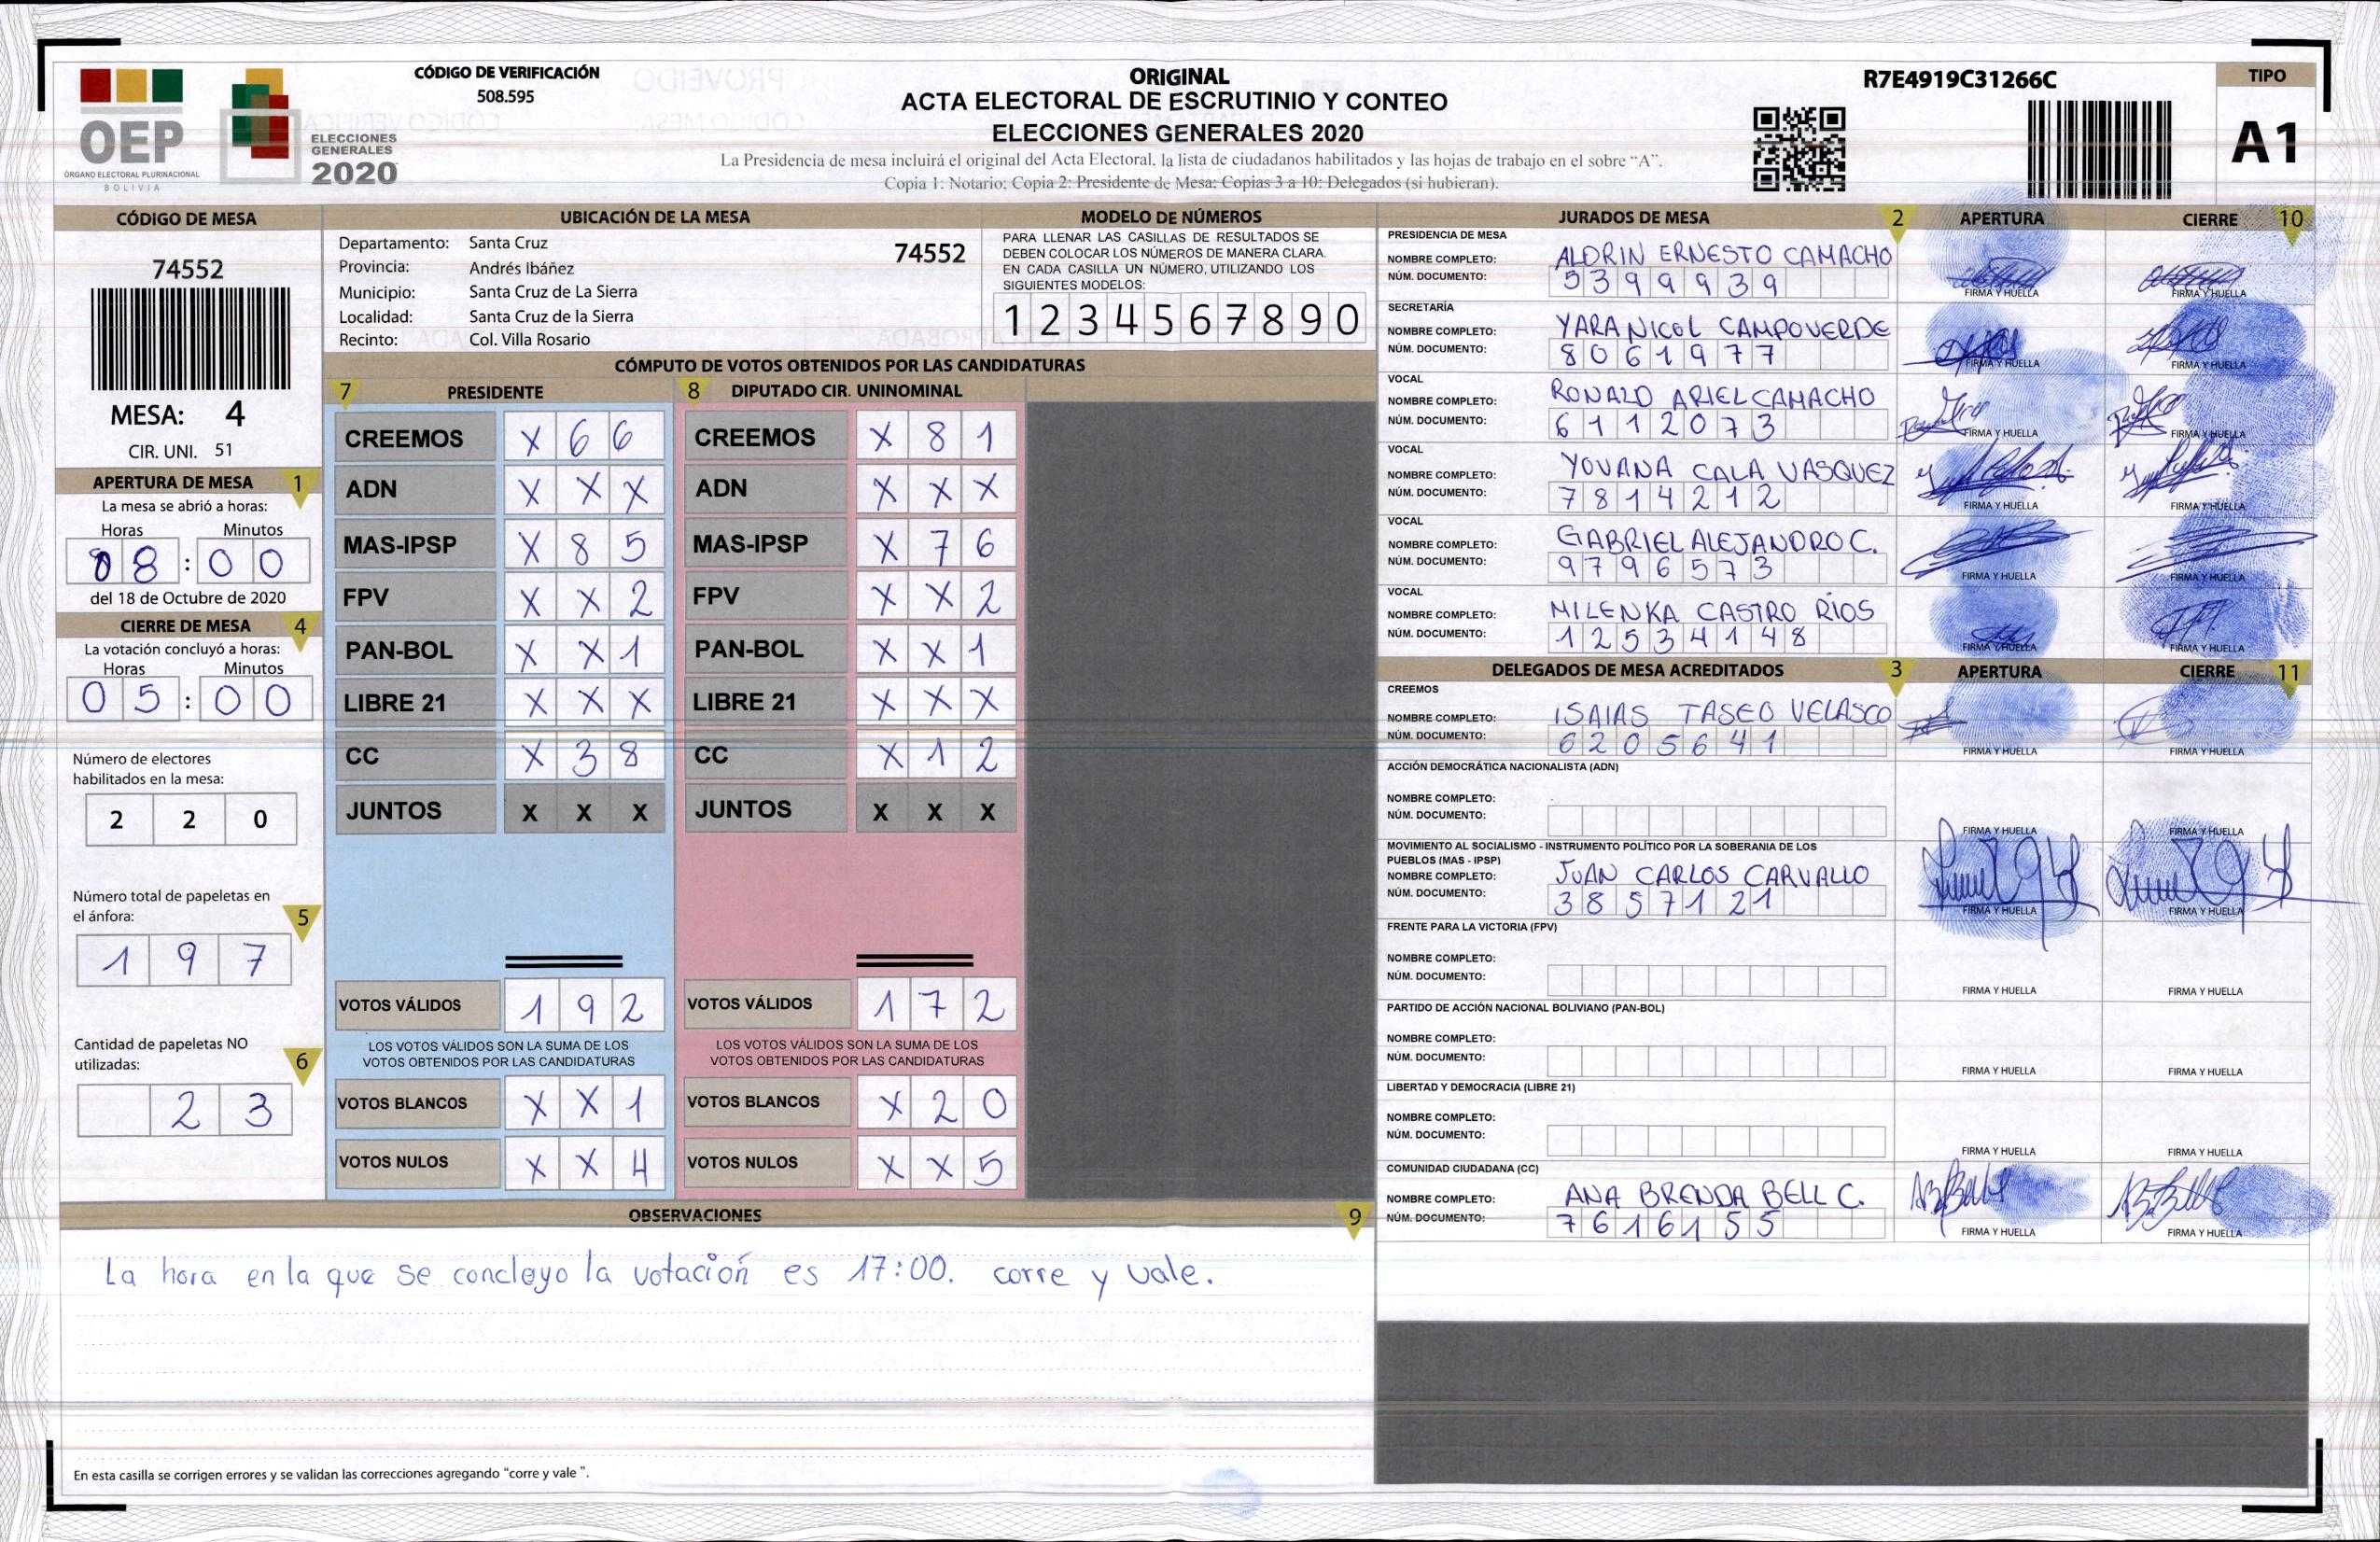 CÓDIGO DE VERIFICACIÓN
508.595
OEP
ÓRGANO ELECTORAL PLURINACIONAL
BOLIVIA
ELECCIONES
GENERALES
2020
ORIGINAL
ACTA ELECTORAL DE ESCRUTINIO Y CONTEO
ELECCIONES GENERALES 2020
La Presidencia de mesa incluirá el original del Acta Electoral, la lista de ciudadanos habilitados y las hojas de trabajo en el sobre “A”.
Copia 1: Notario; Copia 2: Presidente de Mesa; Copias 3 a 10: Delegados (si hubieran).
R7E4919C31266C
TIPO
A1
CÓDIGO DE MESA
74552
MESA: 4
CIR. UNI. 51
APERTURA DE MESA 1
La mesa se abrió a horas:
Horas Minutos
08:00
del 18 de Octubre de 2020
CIERRE DE MESA 4
La votación concluyó a horas:
Horas Minutos
05:00
Número de electores
habilitados en la mesa:
2 2 0
Número total de papeletas en
el ánfora: 5
1 9 7
Cantidad de papeletas NO
utilizadas: 6
2 3
UBICACIÓN DE LA MESA
Departamento: Santa Cruz 74552
Provincia: Andrés Ibáñez
Municipio: Santa Cruz de La Sierra
Localidad: Santa Cruz de la Sierra
Recinto: Col. Villa Rosario
MODELO DE NÚMEROS
PARA LLENAR LAS CASILLAS DE RESULTADOS SE
DEBEN COLOCAR LOS NÚMEROS DE MANERA CLARA.
EN CADA CASILLA UN NÚMERO, UTILIZANDO LOS
SIGUIENTES MODELOS:
1 2 3 4 5 6 7 8 9 0
CÓMPUTO DE VOTOS OBTENIDOS POR LAS CANDIDATURAS
7 PRESIDENTE
CREEMOS X 6 6
ADN X X X
MAS-IPSP X 8 5
FPV X X 2
PAN-BOL X X 1
LIBRE 21 X X X
CC X 3 8
JUNTOS X X X
VOTOS VÁLIDOS 1 9 2
LOS VOTOS VÁLIDOS SON LA SUMA DE LOS
VOTOS OBTENIDOS POR LAS CANDIDATURAS
VOTOS BLANCOS X X 1
VOTOS NULOS X X 4
8 DIPUTADO CIR. UNINOMINAL
CREEMOS X 8 1
ADN X X X
MAS-IPSP X 7 6
FPV X X 2
PAN-BOL X X 1
LIBRE 21 X X X
CC X 1 2
JUNTOS X X X
VOTOS VÁLIDOS 1 7 2
LOS VOTOS VÁLIDOS SON LA SUMA DE LOS
VOTOS OBTENIDOS POR LAS CANDIDATURAS
VOTOS BLANCOS X 2 0
VOTOS NULOS X X 5
OBSERVACIONES 9
La hora en la que se concloyo la votación es 17:00. corre y vale.
En esta casilla se corrigen errores y se validan las correcciones agregando “corre y vale ”.
JURADOS DE MESA 2 APERTURA CIERRE 10
PRESIDENCIA DE MESA
NOMBRE COMPLETO: ALDRIN ERNESTO CAMACHO
NÚM. DOCUMENTO: 5399939
FIRMA Y HUELLA FIRMA Y HUELLA
SECRETARÍA
NOMBRE COMPLETO: YARA NICOL CAMPOVERDE
NÚM. DOCUMENTO: 8061977
FIRMA Y HUELLA FIRMA Y HUELLA
VOCAL
NOMBRE COMPLETO: RONALD ARIEL CAMACHO
NÚM. DOCUMENTO: 6112073
FIRMA Y HUELLA FIRMA Y HUELLA
VOCAL
NOMBRE COMPLETO: YOVANA CALA VASQUEZ
NÚM. DOCUMENTO: 7814212
FIRMA Y HUELLA FIRMA Y HUELLA
VOCAL
NOMBRE COMPLETO: GABRIEL ALEJANDRO C.
NÚM. DOCUMENTO: 9796573
FIRMA Y HUELLA FIRMA Y HUELLA
VOCAL
NOMBRE COMPLETO: MILENKA CASTRO RÍOS
NÚM. DOCUMENTO: 12534148
FIRMA Y HUELLA FIRMA Y HUELLA
DELEGADOS DE MESA ACREDITADOS 3 APERTURA CIERRE 11
CREEMOS
NOMBRE COMPLETO: ISAIAS TASEO VELASCO
NÚM. DOCUMENTO: 6205641
FIRMA Y HUELLA FIRMA Y HUELLA
ACCIÓN DEMOCRÁTICA NACIONALISTA (ADN)
NOMBRE COMPLETO:
NÚM. DOCUMENTO:
FIRMA Y HUELLA FIRMA Y HUELLA
MOVIMIENTO AL SOCIALISMO - INSTRUMENTO POLÍTICO POR LA SOBERANIA DE LOS
PUEBLOS (MAS - IPSP)
NOMBRE COMPLETO: JUAN CARLOS CARVALLO
NÚM. DOCUMENTO: 3857121
FIRMA Y HUELLA FIRMA Y HUELLA
FRENTE PARA LA VICTORIA (FPV)
NOMBRE COMPLETO:
NÚM. DOCUMENTO:
FIRMA Y HUELLA FIRMA Y HUELLA
PARTIDO DE ACCIÓN NACIONAL BOLIVIANO (PAN-BOL)
NOMBRE COMPLETO:
NÚM. DOCUMENTO:
FIRMA Y HUELLA FIRMA Y HUELLA
LIBERTAD Y DEMOCRACIA (LIBRE 21)
NOMBRE COMPLETO:
NÚM. DOCUMENTO:
FIRMA Y HUELLA FIRMA Y HUELLA
COMUNIDAD CIUDADANA (CC)
NOMBRE COMPLETO: ANA BRENDA BELL C.
NÚM. DOCUMENTO: 7616155
FIRMA Y HUELLA FIRMA Y HUELLA